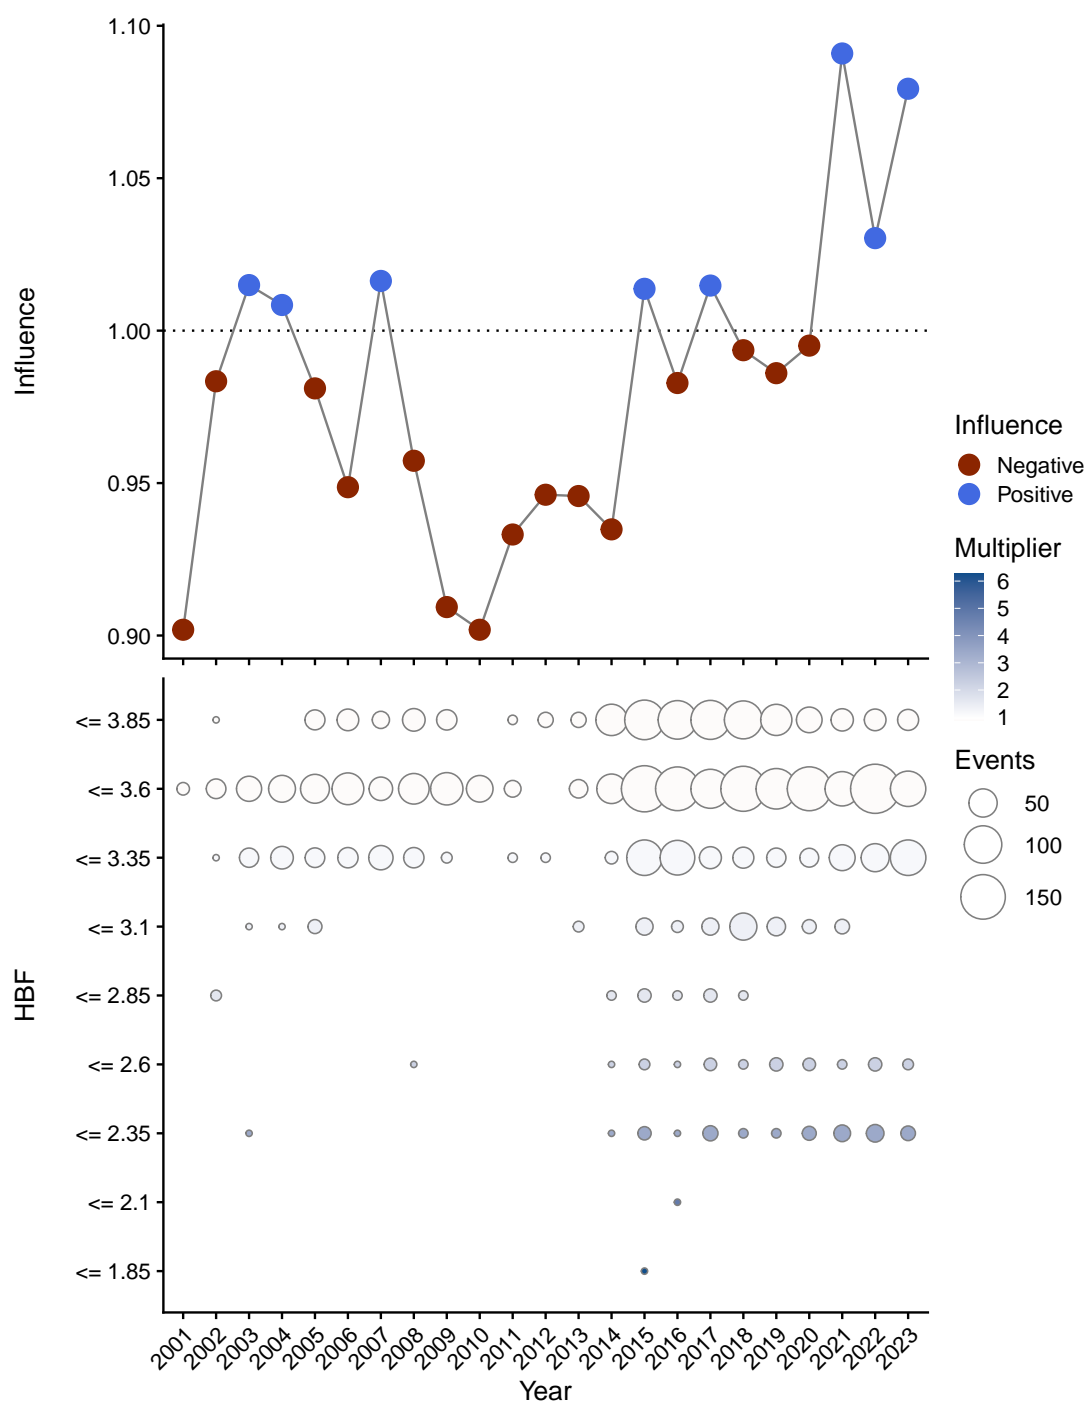 1.10
1.05
1.00
0.95
0.90
Influence
<= 3.85
<= 3.6
<= 3.35
<= 3.1
<= 2.85
<= 2.6
<= 2.35
<= 2.1
<= 1.85
HBF
2001 2002 2003 2004 2005 2006 2007 2008 2009 2010 2011 2012 2013 2014 2015 2016 2017 2018 2019 2020 2021 2022 2023
Year
Influence
Negative
Positive
Multiplier
6
5
4
3
2
1
Events
50
100
150